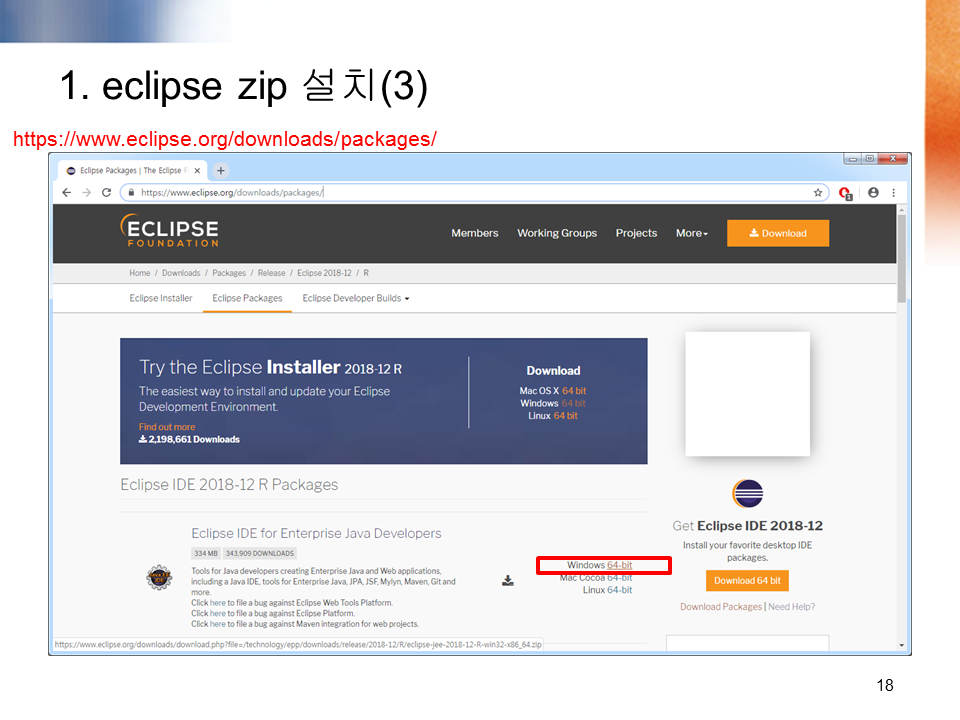 1. eclipse zip 설치(3)
https://www.eclipse.org/downloads/packages/
Eclipse Packages | The Eclipse F
https://www.eclipse.org/downloads/packages/
1
ECLIPSE
FOUNDATION
Members Working Groups Projects More Download
Home / Downloads / Packages / Release / Eclipse 2018-12 / R
Eclipse Installer Eclipse Packages Eclipse Developer Builds
Try the Eclipse Installer 2018-12 R
The easiest way to install and update your Eclipse
Development Environment.
Find out more
2,198,661 Downloads
Download
Mac OS X 64 bit
Windows 64 bit
Linux 64 bit
Eclipse IDE 2018-12 R Packages
Eclipse IDE for Enterprise Java Developers
334 MB 343,909 DOWNLOADS
Tools for Java developers creating Enterprise Java and Web applications,
including a Java IDE, tools for Enterprise Java, JPA, JSF, Mylyn, Maven, Git and
more.
Click here to file a bug against Eclipse Web Tools Platform.
Click here to file a bug against Eclipse Platform.
Click here to file a bug against Maven integration for web projects.
JAVA EE
IDE
Windows 64-bit
Mac Cocoa 64-bit
Linux 64-bit
Get Eclipse IDE 2018-12
Install your favorite desktop IDE
packages.
Download 64 bit
Download Packages | Need Help?
https://www.eclipse.org/downloads/download.php?file=/technology/epp/downloads/release/2018-12/R/eclipse-jee-2018-12-R-win32-x86_64.zip
18